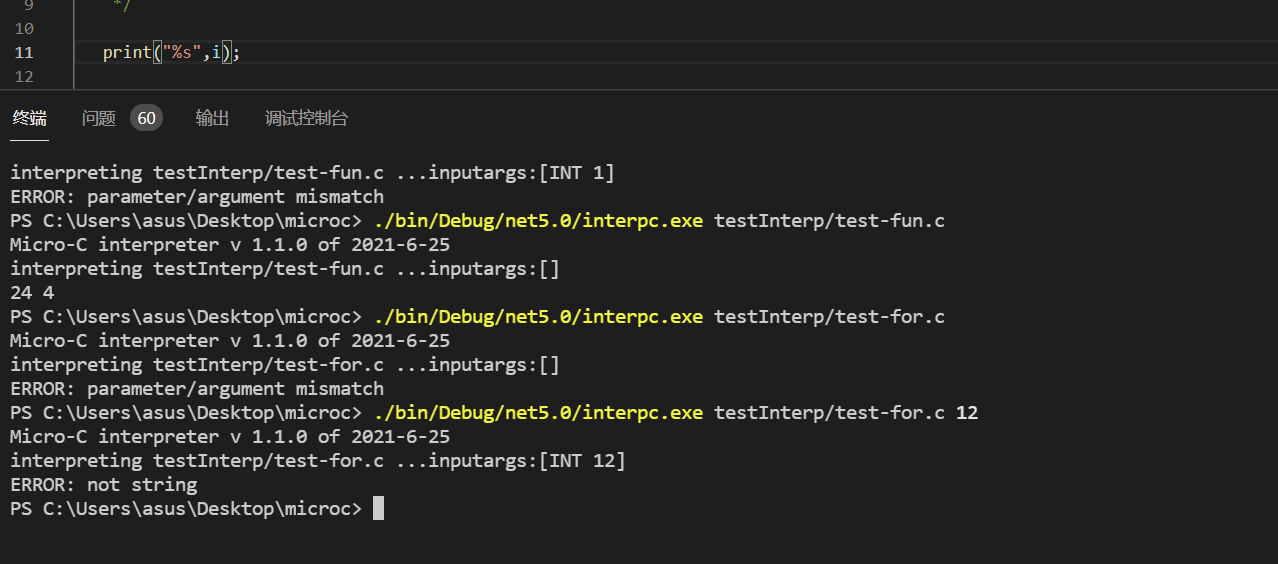 9 */
10
11 print("%s",i);
12
终端 问题 60 输出 调试控制台
interpreting testInterp/test-fun.c ...inputargs:[INT 1]
ERROR: parameter/argument mismatch
PS C:\Users\asus\Desktop\microc> ./bin/Debug/net5.0/interpc.exe testInterp/test-fun.c
Micro-C interpreter v 1.1.0 of 2021-6-25
interpreting testInterp/test-fun.c ...inputargs:[]
24 4
PS C:\Users\asus\Desktop\microc> ./bin/Debug/net5.0/interpc.exe testInterp/test-for.c
Micro-C interpreter v 1.1.0 of 2021-6-25
interpreting testInterp/test-for.c ...inputargs:[]
ERROR: parameter/argument mismatch
PS C:\Users\asus\Desktop\microc> ./bin/Debug/net5.0/interpc.exe testInterp/test-for.c 12
Micro-C interpreter v 1.1.0 of 2021-6-25
interpreting testInterp/test-for.c ...inputargs:[INT 12]
ERROR: not string
PS C:\Users\asus\Desktop\microc>